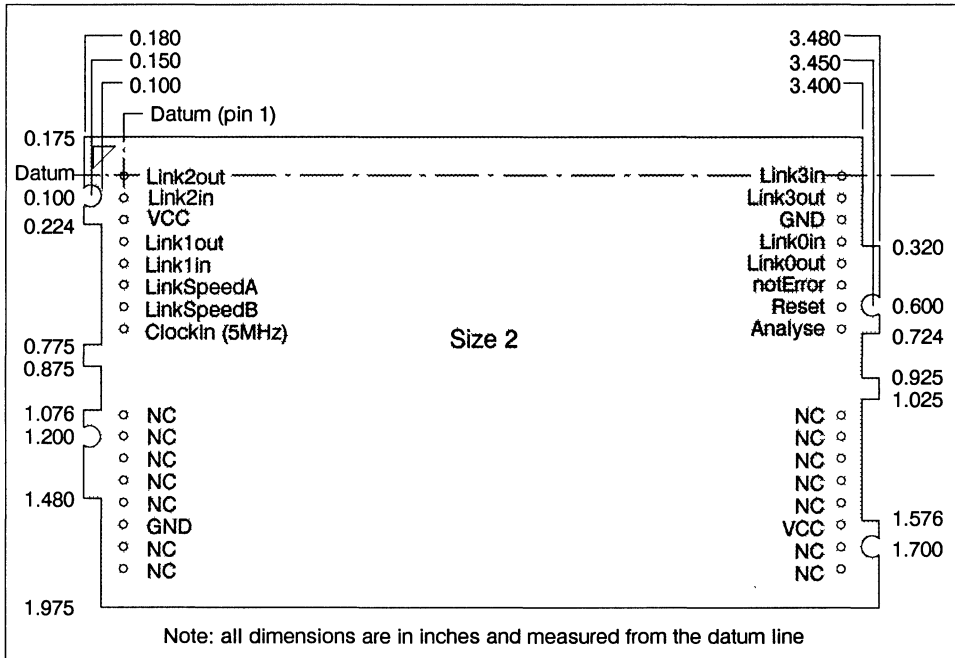 0.180
0.150
0.100
3.480
3.450
3.400
Datum (pin 1)
0.175
Datum
0.100
0.224
0.775
0.875
1.076
1.200
1.480
1.975
Link2out
Link2in
VCC
Link1out
Link1in
LinkSpeedA
LinkSpeedB
ClockIn (5MHz)
NC
NC
NC
NC
NC
GND
NC
NC
Size 2
Link3in
Link3out
GND
Link0in
Link0out
notError
Reset
Analyse
NC
NC
NC
NC
NC
VCC
NC
NC
0.320
0.600
0.724
0.925
1.025
1.576
1.700
Note: all dimensions are in inches and measured from the datum line